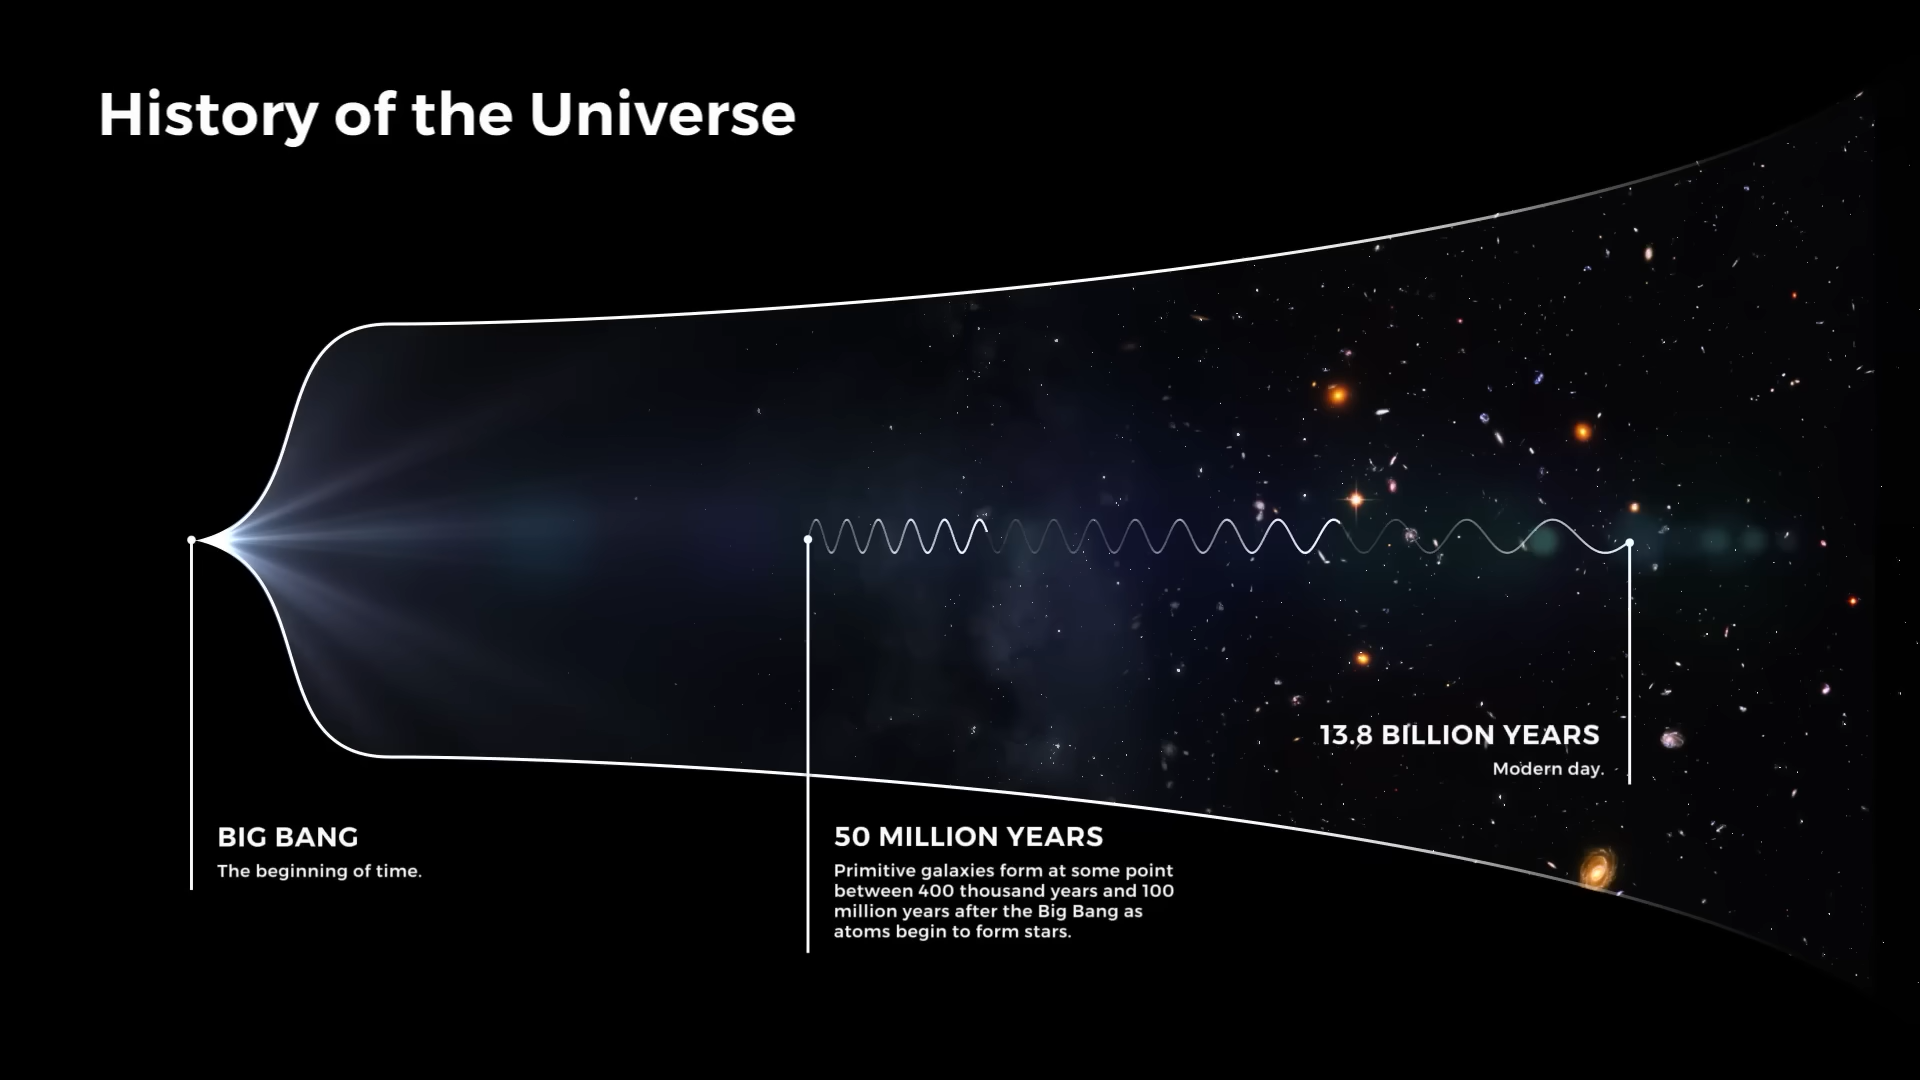 History of the Universe
BIG BANG
The beginning of time.
50 MILLION YEARS
Primitive galaxies form at some point
between 400 thousand years and 100
million years after the Big Bang as
atoms begin to form stars.
13.8 BILLION YEARS
Modern day.